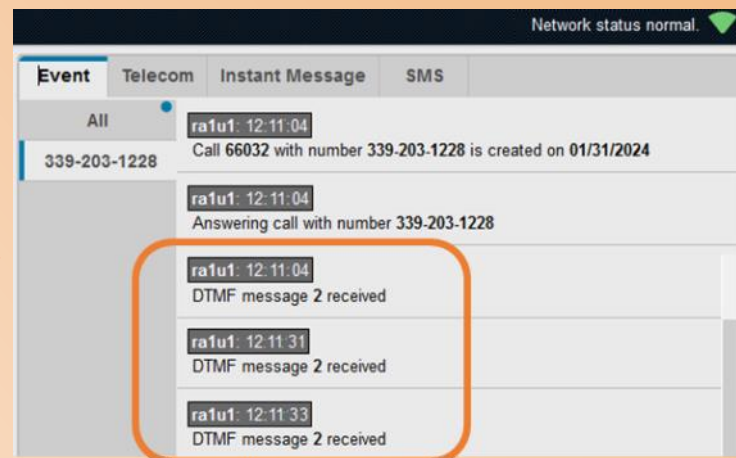 Network status normal.
Event Telecom Instant Message SMS
All
339-203-1228
ra1u1: 12:11:04
Call 66032 with number 339-203-1228 is created on 01/31/2024
ra1u1: 12:11:04
Answering call with number 339-203-1228
ra1u1: 12:11:04
DTMF message 2 received
ra1u1: 12:11:31
DTMF message 2 received
ra1u1: 12:11:33
DTMF message 2 received